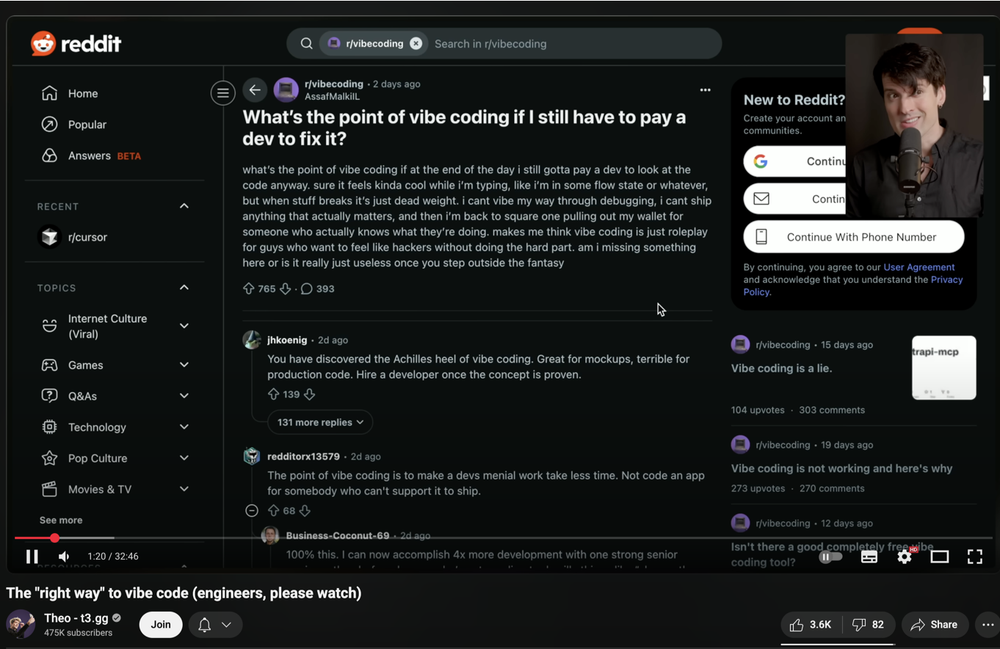 reddit
r/vibecoding
Search in r/vibecoding
Home
Popular
Answers BETA
RECENT
r/cursor
TOPICS
Internet Culture
(Viral)
Games
Q&As
Technology
Pop Culture
Movies & TV
See more
RESOURCES
r/vibecoding • 2 days ago
AssafMalkiIL
What's the point of vibe coding if I still have to pay a
dev to fix it?
what's the point of vibe coding if at the end of the day i still gotta pay a dev to look at the
code anyway. sure it feels kinda cool while i'm typing, like i'm in some flow state or whatever,
but when stuff breaks it's just dead weight. i cant vibe my way through debugging, i cant ship
anything that actually matters, and then i'm back to square one pulling out my wallet for
someone who actually knows what they're doing. makes me think vibe coding is just roleplay
for guys who want to feel like hackers without doing the hard part. am i missing something
here or is it really just useless once you step outside the fantasy
765 · 393
jhkoenig • 2d ago
You have discovered the Achilles heel of vibe coding. Great for mockups, terrible for
production code. Hire a developer once the concept is proven.
139
131 more replies
redditorx13579 • 2d ago
The point of vibe coding is to make a devs menial work take less time. Not code an app
for somebody who can't support it to ship.
68
Business-Coconut-69 • 2d ago
100% this. I can now accomplish 4x more development with one strong senior
New to Reddit?
Create your account an
communities.
Continu
Contin
Continue With Phone Number
By continuing, you agree to our User Agreement
and acknowledge that you understand the Privacy
Policy.
r/vibecoding • 15 days ago
Vibe coding is a lie.
trapi-mcp
104 upvotes · 303 comments
r/vibecoding • 19 days ago
Vibe coding is not working and here's why
273 upvotes · 270 comments
r/vibecoding • 12 days ago
Isn't there a good completely free vibe
coding tool?
1:20 / 32:46
HD
The "right way" to vibe code (engineers, please watch)
Theo - t3.gg
475K subscribers
Join
3.6K
82
Share